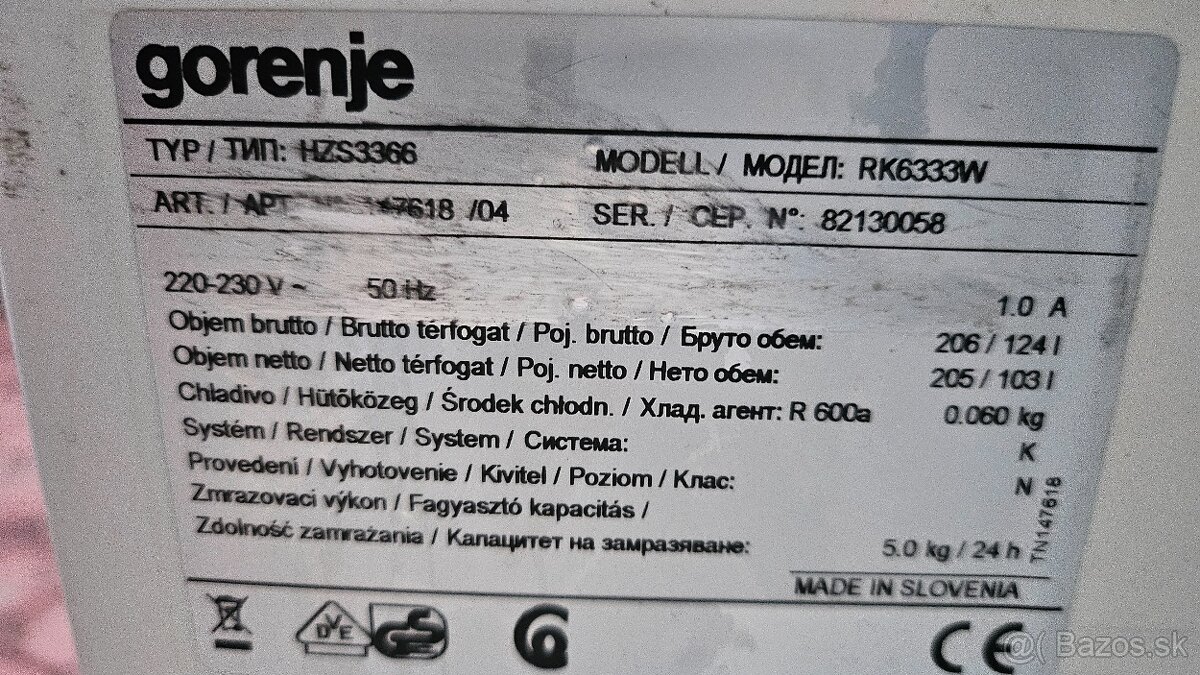 gorenje
TYP / ТИП: HZS3366 MODELL / МОДЕЛ: RK6333W
ART. / АРТ 147618 /04 SER. / СЕР. N°: 82130058
220-230 V ~ 50 Hz 1.0 A
Objem brutto / Brutto térfogat / Poj. brutto / Бруто обем: 206 / 124 l
Objem netto / Netto térfogat / Poj. netto / Нето обем: 205 / 103 l
Chladivo / Hűtőközeg / Środek chłodn. / Хлад. агент: R 600a 0.060 kg
Systém / Rendszer / System / Система: K
Provedení / Vyhotovenie / Kivitel / Poziom / Клас: N
Zmrazovaci výkon / Fagyasztó kapacitás /
Zdolność zamrażania / Капацитет на замразяване: 5.0 kg / 24 h
TN147618
MADE IN SLOVENIA
DVE GS
CE
@( Bazos.sk